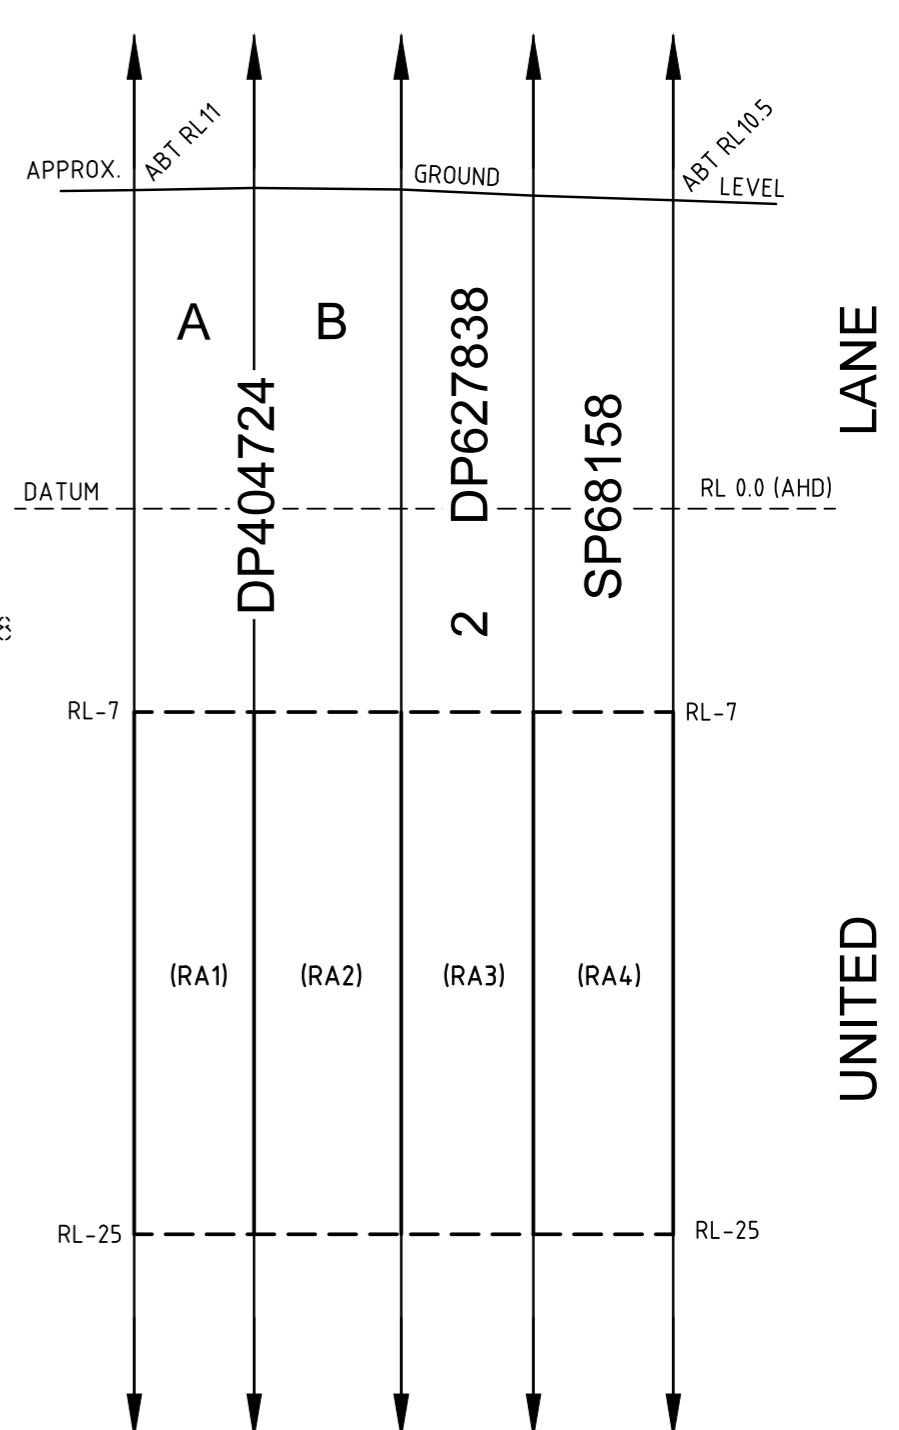 ABT RL11
ABT RL10.5
APPROX.
GROUND
LEVEL
A
B
DP404724
2 DP627838
SP68158
UNITED LANE
DATUM
RL 0.0 (AHD)
RL-7
RL-7
(RA1)
(RA2)
(RA3)
(RA4)
RL-25
RL-25